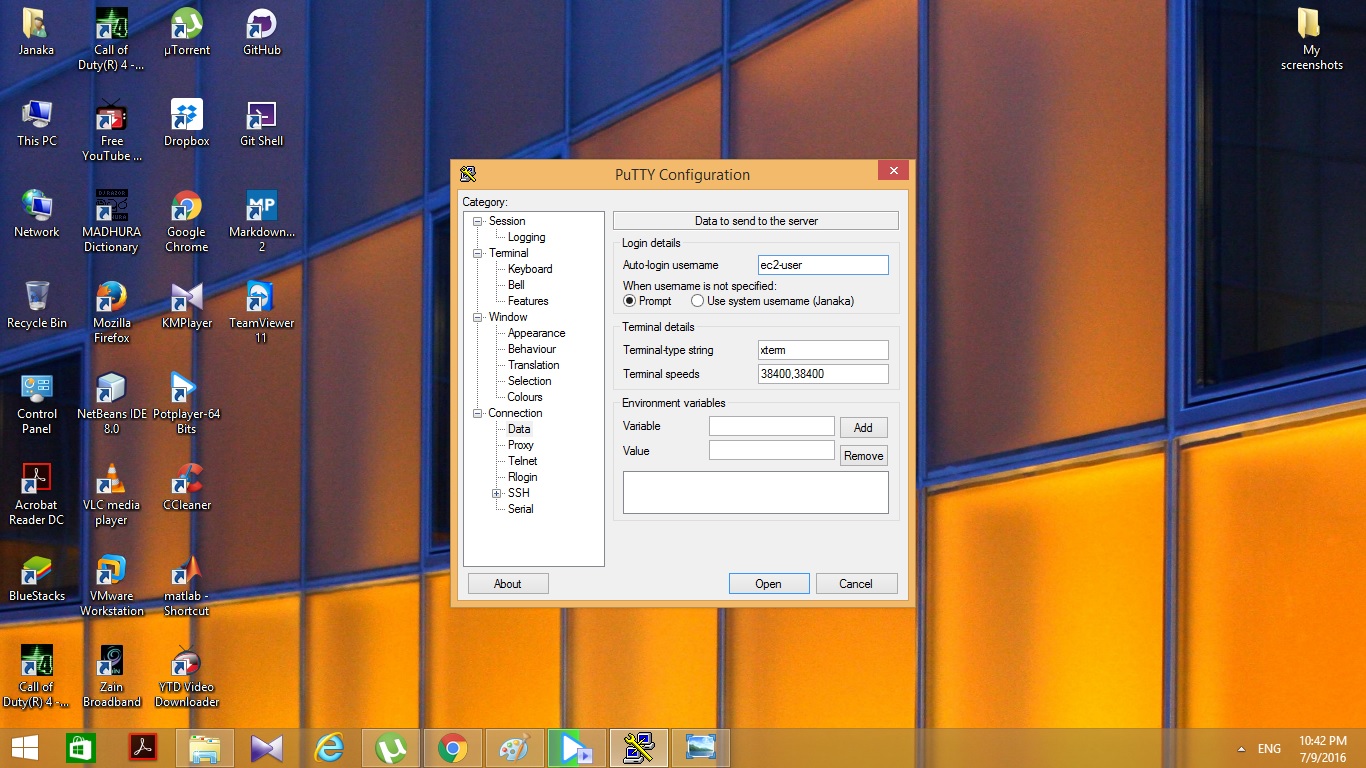 Janaka
Call of
Duty(R) 4 -...
µTorrent
GitHub
My
screenshots
This PC
Free
YouTube ...
Dropbox
Git Shell
Network
MADHURA
Dictionary
Google
Chrome
MP
Markdown...
2
Recycle Bin
Mozilla
Firefox
KMPlayer
TeamViewer
11
Control
Panel
NetBeans IDE
8.0
Potplayer-64
Bits
Acrobat
Reader DC
VLC media
player
CCleaner
BlueStacks
VMware
Workstation
matlab -
Shortcut
Call of
Duty(R) 4 -...
Zain
Broadband
YTD Video
Downloader
PuTTY Configuration
Category:
Session
Logging
Terminal
Keyboard
Bell
Features
Window
Appearance
Behaviour
Translation
Selection
Colours
Connection
Data
Proxy
Telnet
Rlogin
SSH
Serial
Data to send to the server
Login details
Auto-login username ec2-user
When username is not specified:
Prompt Use system username (Janaka)
Terminal details
Terminal-type string xterm
Terminal speeds 38400,38400
Environment variables
Variable Add
Value Remove
About Open Cancel
ENG
10:42 PM
7/9/2016